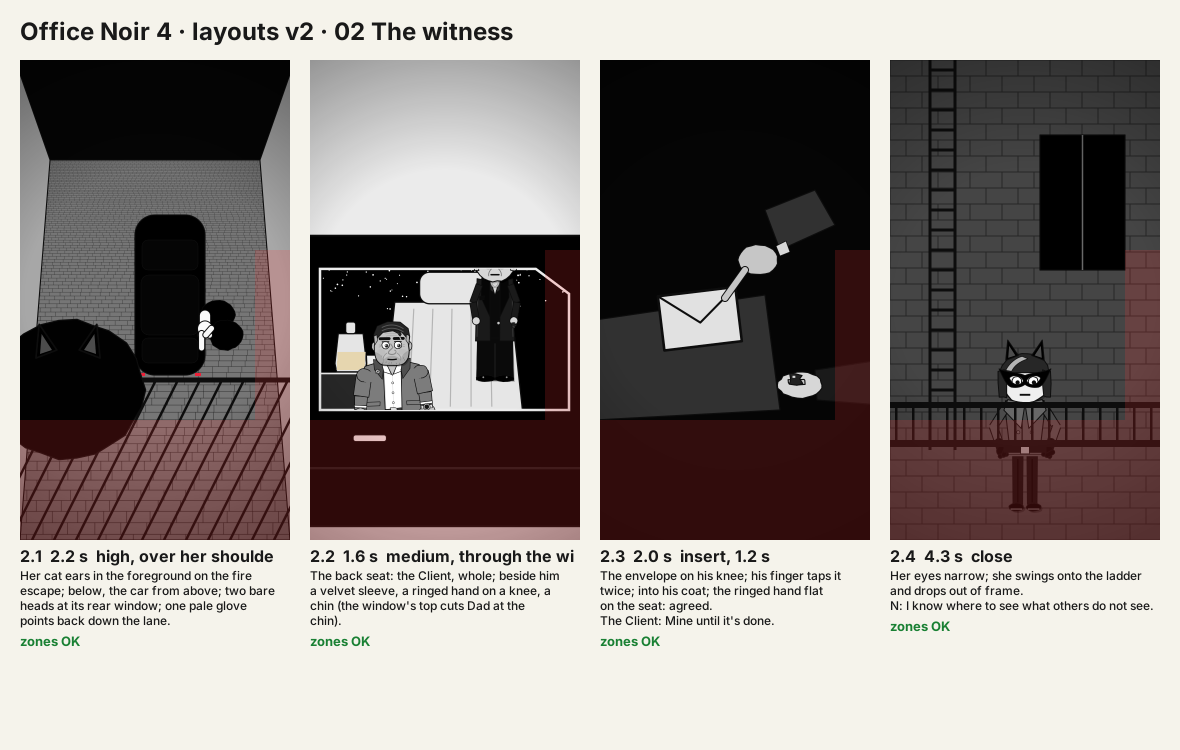 Office Noir 4 · layouts v2 · 02 The witness
2.1 2.2 s high, over her shoulde
Her cat ears in the foreground on the fire
escape; below, the car from above; two bare
heads at its rear window; one pale glove
points back down the lane.
zones OK
2.2 1.6 s medium, through the wi
The back seat: the Client, whole; beside him
a velvet sleeve, a ringed hand on a knee, a
chin (the window's top cuts Dad at the
chin).
zones OK
2.3 2.0 s insert, 1.2 s
The envelope on his knee; his finger taps it
twice; into his coat; the ringed hand flat
on the seat: agreed.
The Client: Mine until it's done.
zones OK
2.4 4.3 s close
Her eyes narrow; she swings onto the ladder
and drops out of frame.
N: I know where to see what others do not see.
zones OK